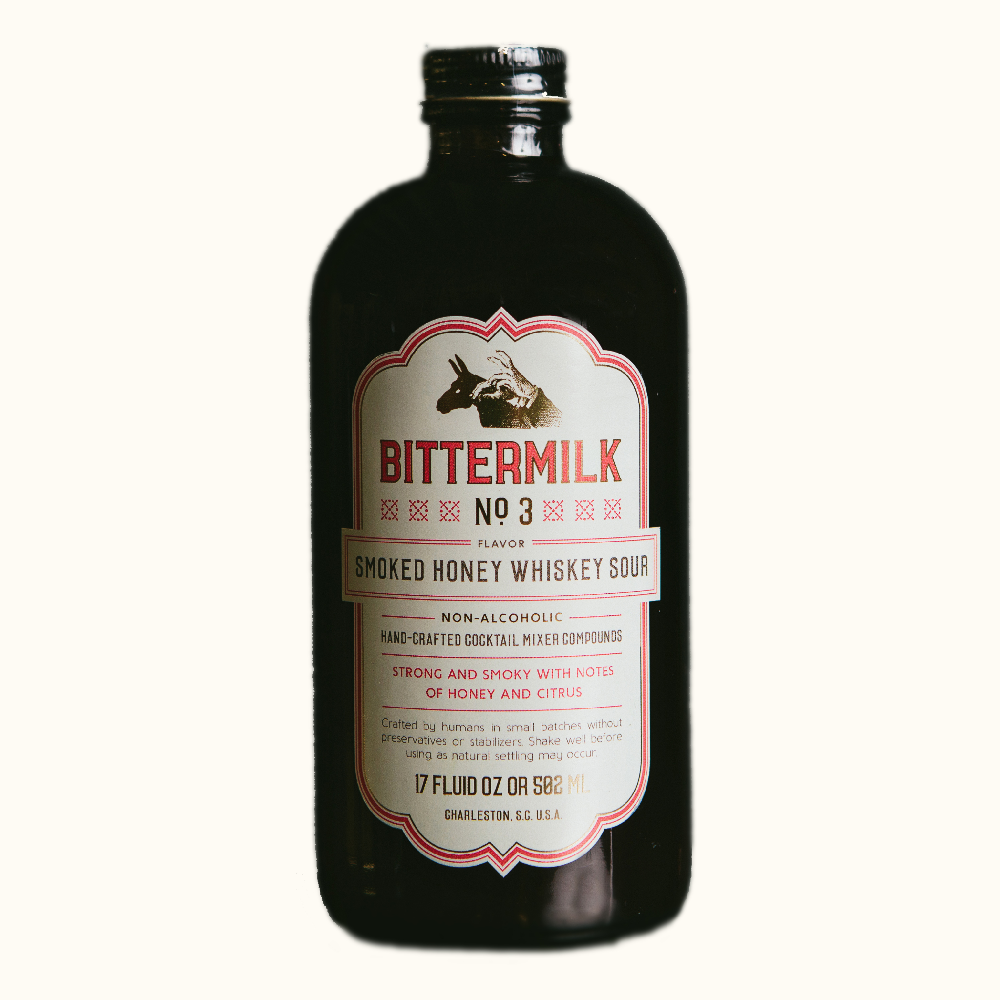 BITTERMILK
Nº 3
FLAVOR
SMOKED HONEY WHISKEY SOUR
NON-ALCOHOLIC
HAND-CRAFTED COCKTAIL MIXER COMPOUNDS
STRONG AND SMOKY WITH NOTES
OF HONEY AND CITRUS
Crafted by humans in small batches without
preservatives or stabilizers. Shake well before
using, as natural settling may occur.
17 FLUID OZ OR 502 ML
CHARLESTON, S.C. U.S.A.